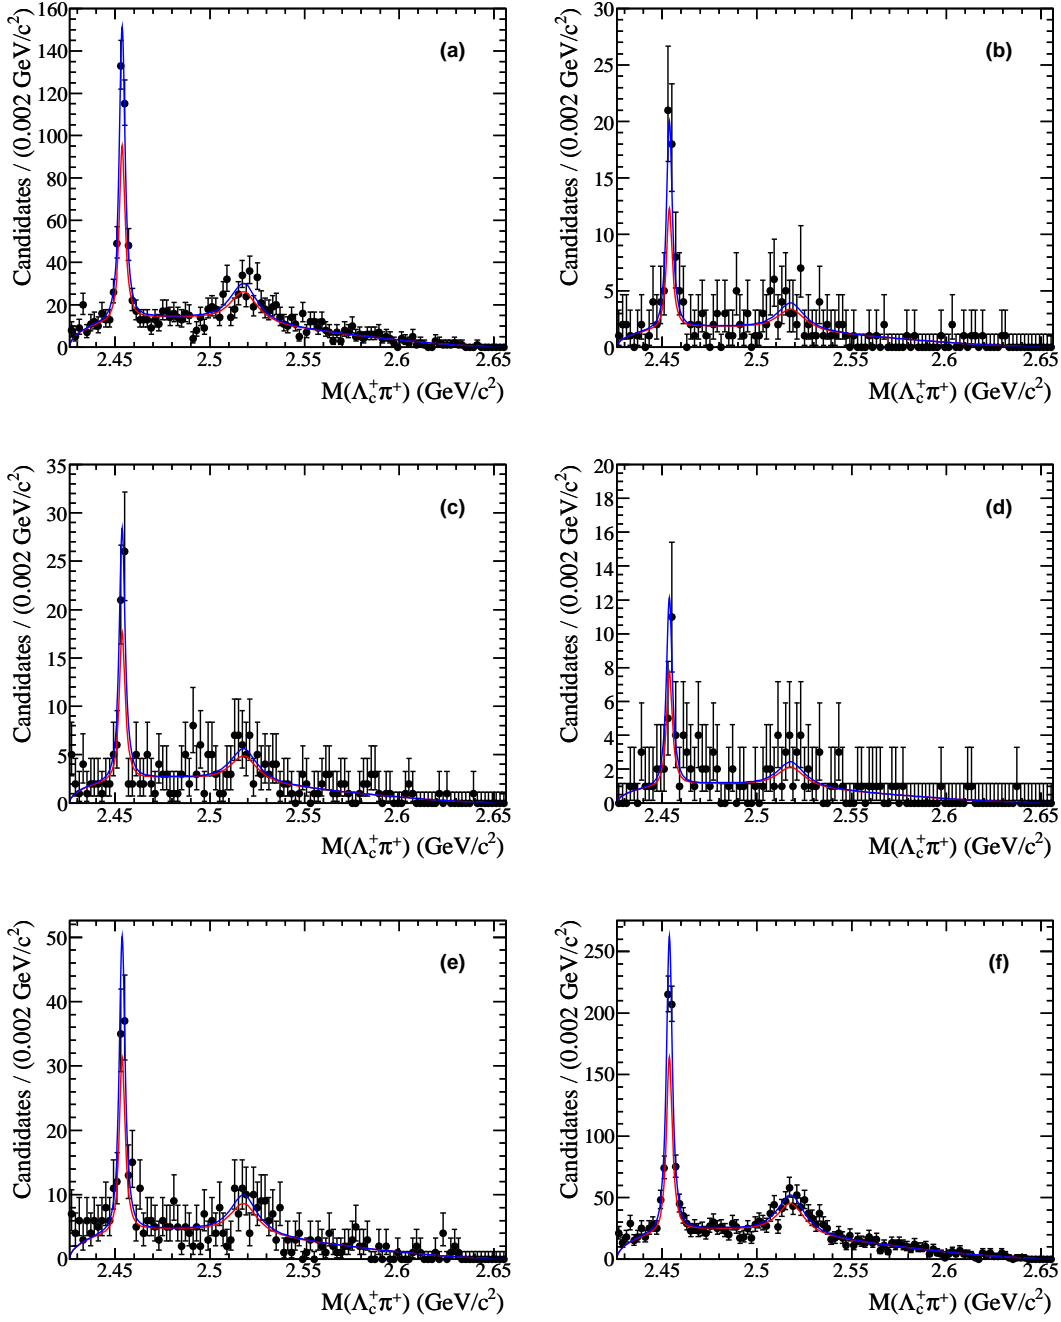 160
140
120
100
80
60
40
20
0
Candidates / (0.002 GeV/c²)
(a)
2.45 2.5 2.55 2.6 2.65
M(Λc⁺π⁺) (GeV/c²)
30
25
20
15
10
5
0
Candidates / (0.002 GeV/c²)
(b)
2.45 2.5 2.55 2.6 2.65
M(Λc⁺π⁺) (GeV/c²)
35
30
25
20
15
10
5
0
Candidates / (0.002 GeV/c²)
(c)
2.45 2.5 2.55 2.6 2.65
M(Λc⁺π⁺) (GeV/c²)
20
18
16
14
12
10
8
6
4
2
0
Candidates / (0.002 GeV/c²)
(d)
2.45 2.5 2.55 2.6 2.65
M(Λc⁺π⁺) (GeV/c²)
50
40
30
20
10
0
Candidates / (0.002 GeV/c²)
(e)
2.45 2.5 2.55 2.6 2.65
M(Λc⁺π⁺) (GeV/c²)
250
200
150
100
50
0
Candidates / (0.002 GeV/c²)
(f)
2.45 2.5 2.55 2.6 2.65
M(Λc⁺π⁺) (GeV/c²)